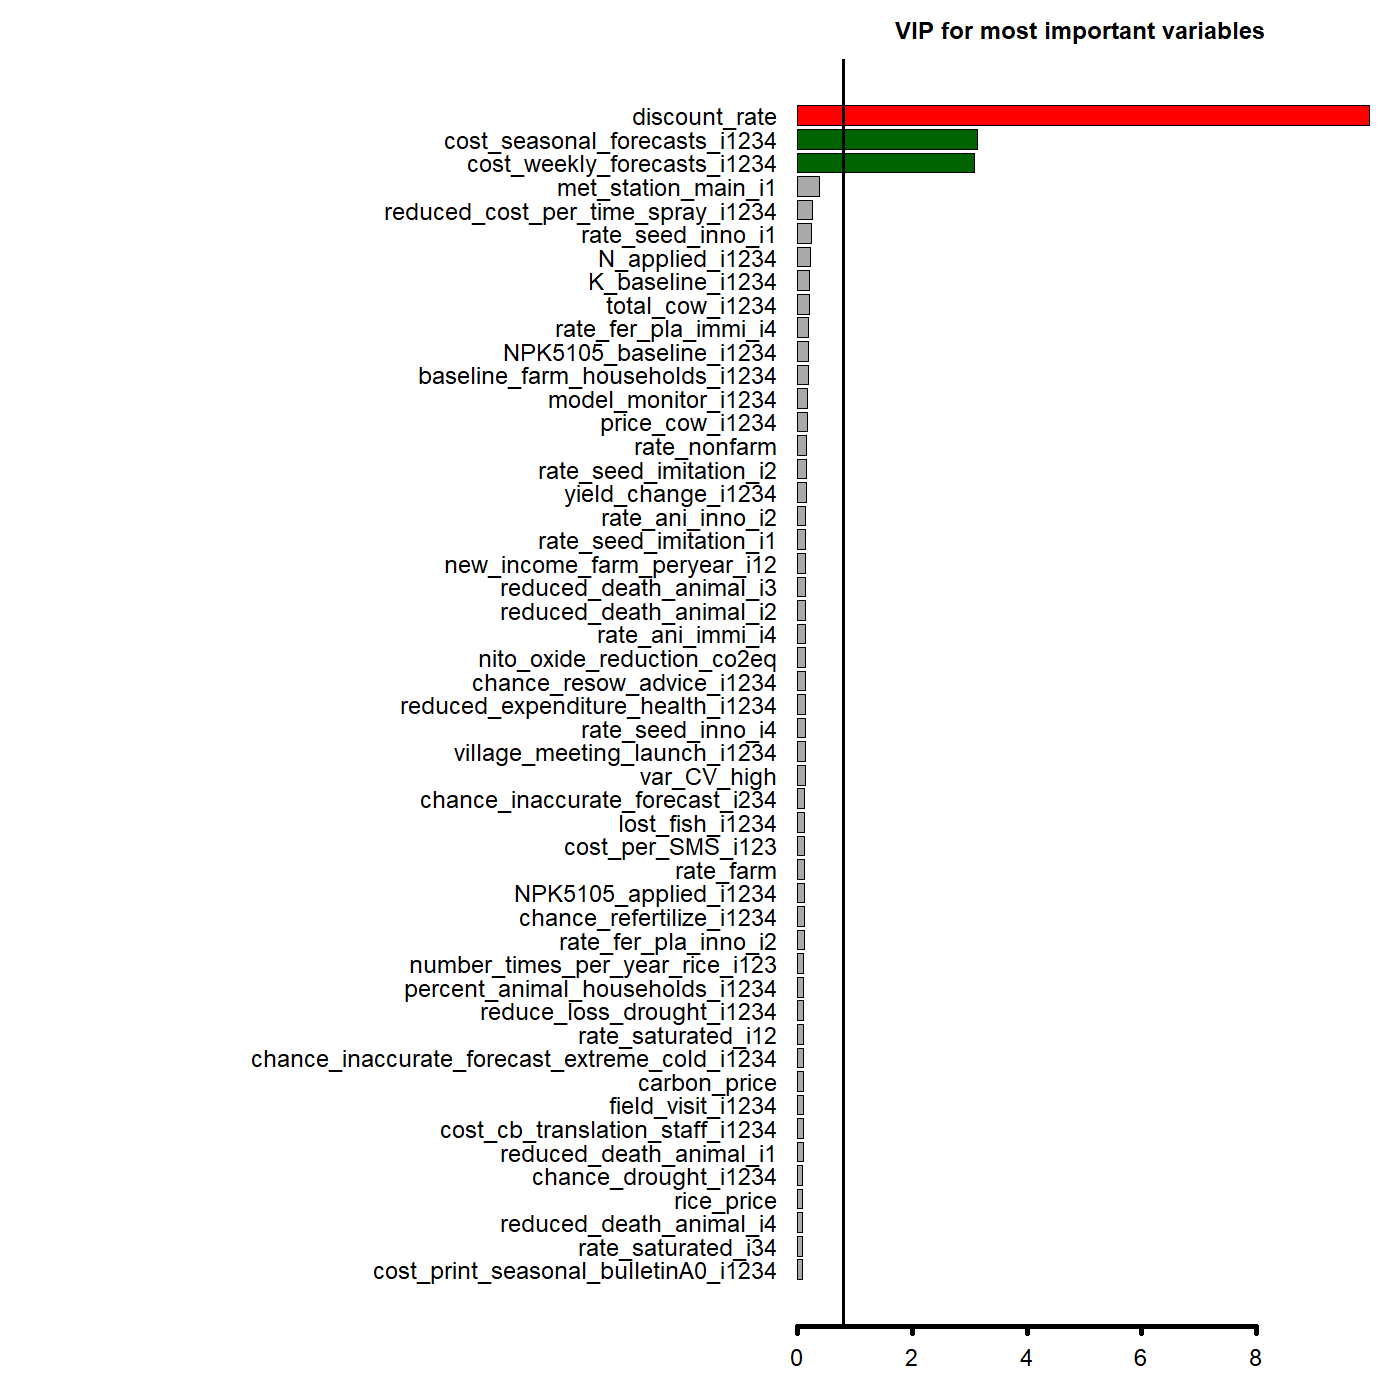 VIP for most important variables
discount_rate
cost_seasonal_forecasts_i1234
cost_weekly_forecasts_i1234
met_station_main_i1
reduced_cost_per_time_spray_i1234
rate_seed_inno_i1
N_applied_i1234
K_baseline_i1234
total_cow_i1234
rate_fer_pla_immi_i4
NPK5105_baseline_i1234
baseline_farm_households_i1234
model_monitor_i1234
price_cow_i1234
rate_nonfarm
rate_seed_imitation_i2
yield_change_i1234
rate_ani_inno_i2
rate_seed_imitation_i1
new_income_farm_peryear_i12
reduced_death_animal_i3
reduced_death_animal_i2
rate_ani_immi_i4
nito_oxide_reduction_co2eq
chance_resow_advice_i1234
reduced_expenditure_health_i1234
rate_seed_inno_i4
village_meeting_launch_i1234
var_CV_high
chance_inaccurate_forecast_i234
lost_fish_i1234
cost_per_SMS_i123
rate_farm
NPK5105_applied_i1234
chance_refertilize_i1234
rate_fer_pla_inno_i2
number_times_per_year_rice_i123
percent_animal_households_i1234
reduce_loss_drought_i1234
rate_saturated_i12
chance_inaccurate_forecast_extreme_cold_i1234
carbon_price
field_visit_i1234
cost_cb_translation_staff_i1234
reduced_death_animal_i1
chance_drought_i1234
rice_price
reduced_death_animal_i4
rate_saturated_i34
cost_print_seasonal_bulletinA0_i1234
0 2 4 6 8